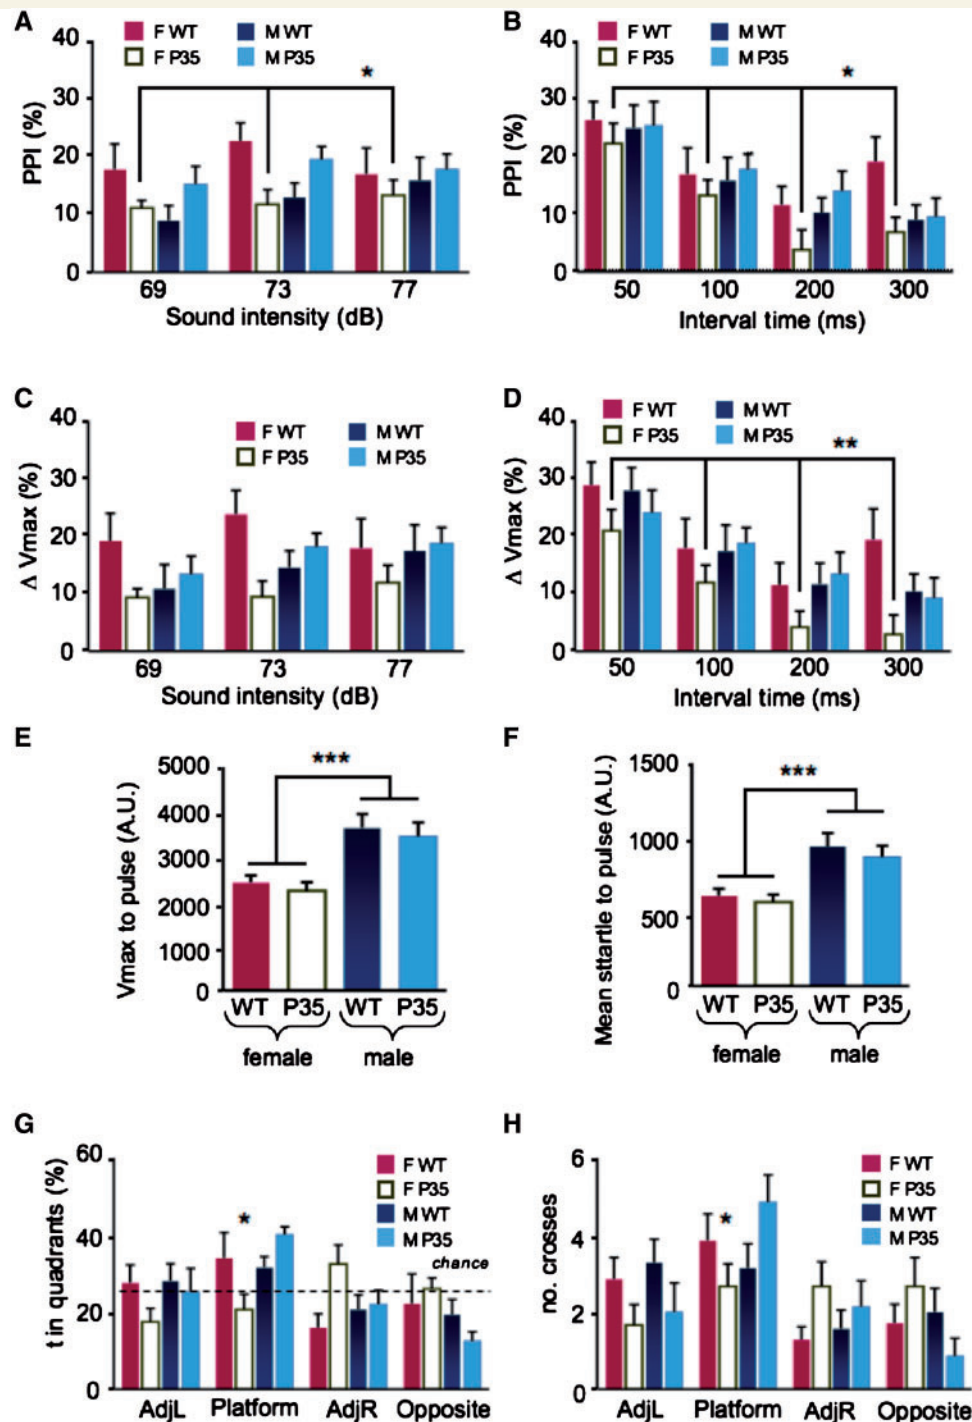 A
F WT
M WT
F P35
M P35
*
PPI (%)
40
30
20
10
0
69
73
77
Sound intensity (dB)
B
F WT
M WT
F P35
M P35
*
PPI (%)
40
30
20
10
0
50
100
200
300
Interval time (ms)
C
F WT
M WT
F P35
M P35
Δ Vmax (%)
40
30
20
10
0
69
73
77
Sound intensity (dB)
D
F WT
M WT
F P35
M P35
**
Δ Vmax (%)
40
30
20
10
0
50
100
200
300
Interval time (ms)
E
***
Vmax to pulse (A.U.)
5000
4000
3000
2000
1000
0
WT P35 WT P35
female male
F
***
Mean sttartle to pulse (A.U.)
1500
1000
500
0
WT P35 WT P35
female male
G
F WT
F P35
M WT
M P35
*
chance
t in quadrants (%)
60
40
20
0
AdjL Platform AdjR Opposite
H
F WT
F P35
M WT
M P35
*
no. crosses
6
4
2
0
AdjL Platform AdjR Opposite